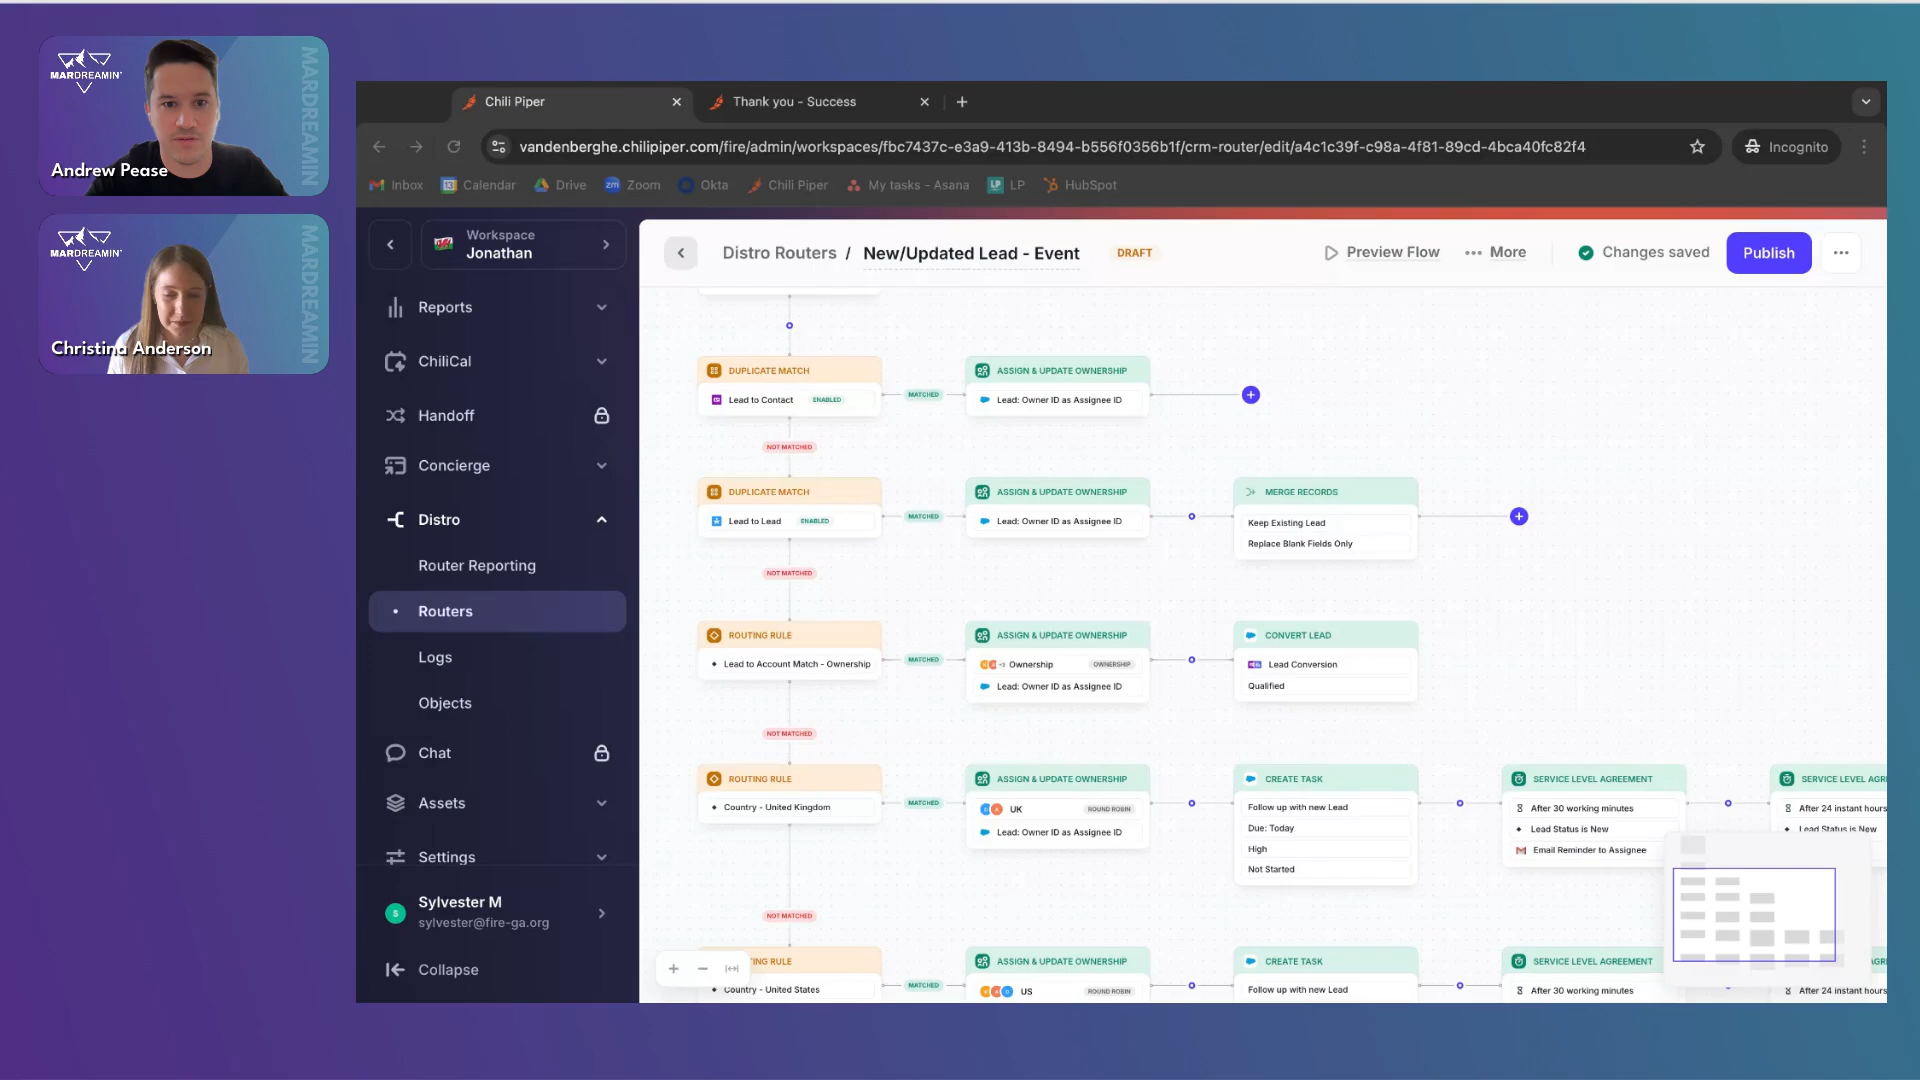 MARDREAMIN'
MARDREAMIN
Andrew Pease
MARDREAMIN'
MARDREAMIN
Christina Anderson
Chili Piper
Thank you - Success
vandenberghe.chilipiper.com/fire/admin/workspaces/fbc7437c-e3a9-413b-8494-b556f0356b1f/crm-router/edit/a4c1c39f-c98a-4f81-89cd-4bca40fc82f4
Incognito
Inbox
Calendar
Drive
Zoom
Okta
Chili Piper
My tasks - Asana
LP
HubSpot
Workspace
Jonathan
Reports
ChiliCal
Handoff
Concierge
Distro
Router Reporting
Routers
Logs
Objects
Chat
Assets
Settings
S
Sylvester M
sylvester@fire-ga.org
Collapse
Distro Routers / New/Updated Lead - Event
DRAFT
Preview Flow
More
Changes saved
Publish
DUPLICATE MATCH
Lead to Contact ENABLED
MATCHED
ASSIGN & UPDATE OWNERSHIP
Lead: Owner ID as Assignee ID
NOT MATCHED
DUPLICATE MATCH
Lead to Lead ENABLED
MATCHED
ASSIGN & UPDATE OWNERSHIP
Lead: Owner ID as Assignee ID
MERGE RECORDS
Keep Existing Lead
Replace Blank Fields Only
NOT MATCHED
ROUTING RULE
Lead to Account Match - Ownership
MATCHED
ASSIGN & UPDATE OWNERSHIP
Ownership OWNERSHIP
Lead: Owner ID as Assignee ID
CONVERT LEAD
Lead Conversion
Qualified
NOT MATCHED
ROUTING RULE
Country - United Kingdom
MATCHED
ASSIGN & UPDATE OWNERSHIP
UK ROUND ROBIN
Lead: Owner ID as Assignee ID
CREATE TASK
Follow up with new Lead
Due: Today
High
Not Started
SERVICE LEVEL AGREEMENT
After 30 working minutes
Lead Status is New
Email Reminder to Assignee
SERVICE LEVEL AGR
After 24 instant hours
Lead Status is New
NOT MATCHED
ING RULE
Country - United States
MATCHED
ASSIGN & UPDATE OWNERSHIP
US ROUND ROBIN
CREATE TASK
Follow up with new Lead
SERVICE LEVEL AGREEMENT
After 30 working minutes
AGR
After 24 instant hours